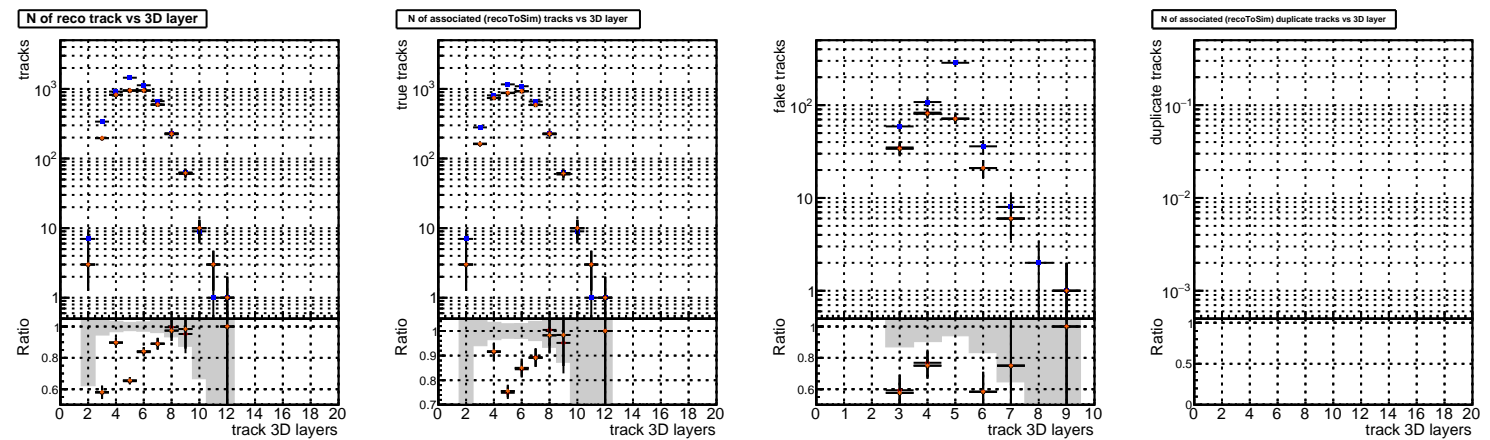 N of reco track vs 3D layer
tracks
10³
10²
10
1
Ratio
1
0.8
0.6
0 2 4 6 8 10 12 14 16 18 20
track 3D layers
N of associated (recoToSim) tracks vs 3D layer
true tracks
10³
10²
10
1
Ratio
1
0.9
0.8
0.7
0 2 4 6 8 10 12 14 16 18 20
track 3D layers
fake tracks
10²
10
1
Ratio
1
0.8
0.6
0 1 2 3 4 5 6 7 8 9 10
track 3D layers
N of associated (recoToSim) duplicate tracks vs 3D layer
duplicate tracks
10⁻¹
10⁻²
10⁻³
Ratio
1
0.5
0
0 2 4 6 8 10 12 14 16 18 20
track 3D layers